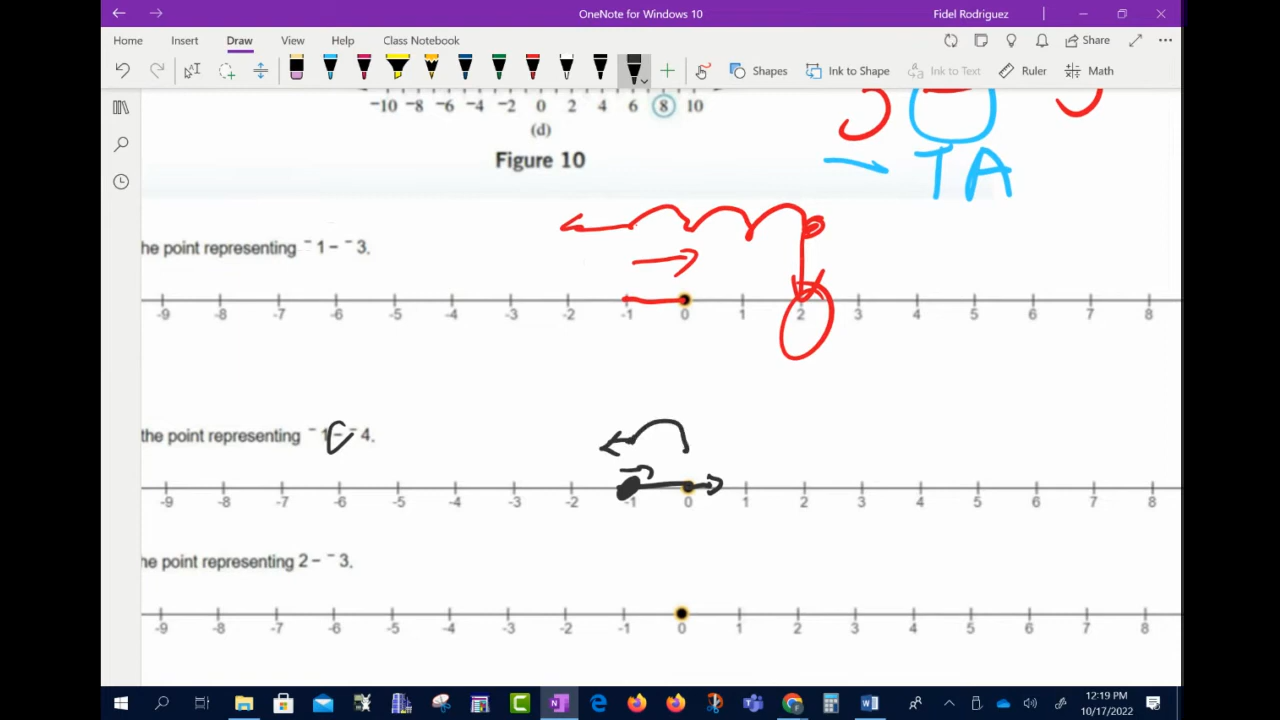 OneNote for Windows 10
Fidel Rodriguez
Home Insert Draw View Help Class Notebook
Share
Shapes Ink to Shape Ink to Text Ruler Math
-10 -8 -6 -4 -2 0 2 4 6 8 10
(d)
Figure 10
TA
he point representing ⁻1 − ⁻3.
-9 -8 -7 -6 -5 -4 -3 -2 -1 0 1 2 3 4 5 6 7 8
the point representing ⁻1 − ⁻4.
-9 -8 -7 -6 -5 -4 -3 -2 -1 0 1 2 3 4 5 6 7 8
he point representing 2 − ⁻3.
-9 -8 -7 -6 -5 -4 -3 -2 -1 0 1 2 3 4 5 6 7 8
12:19 PM
10/17/2022